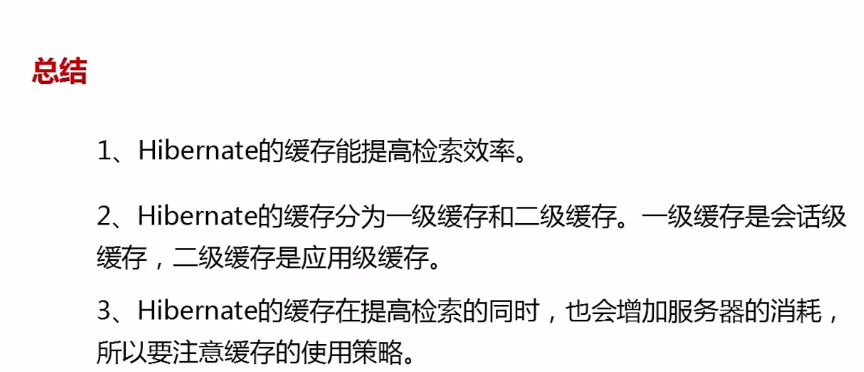 总结
1、Hibernate的缓存能提高检索效率。
2、Hibernate的缓存分为一级缓存和二级缓存。一级缓存是会话级
缓存，二级缓存是应用级缓存。
3、Hibernate的缓存在提高检索的同时，也会增加服务器的消耗，
所以要注意缓存的使用策略。